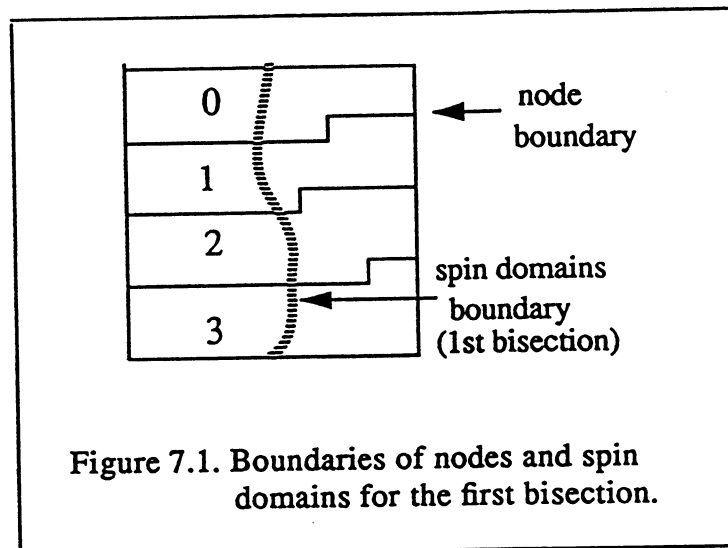 0
node
boundary
1
2
spin domains
boundary
(1st bisection)
3
Figure 7.1. Boundaries of nodes and spin
domains for the first bisection.